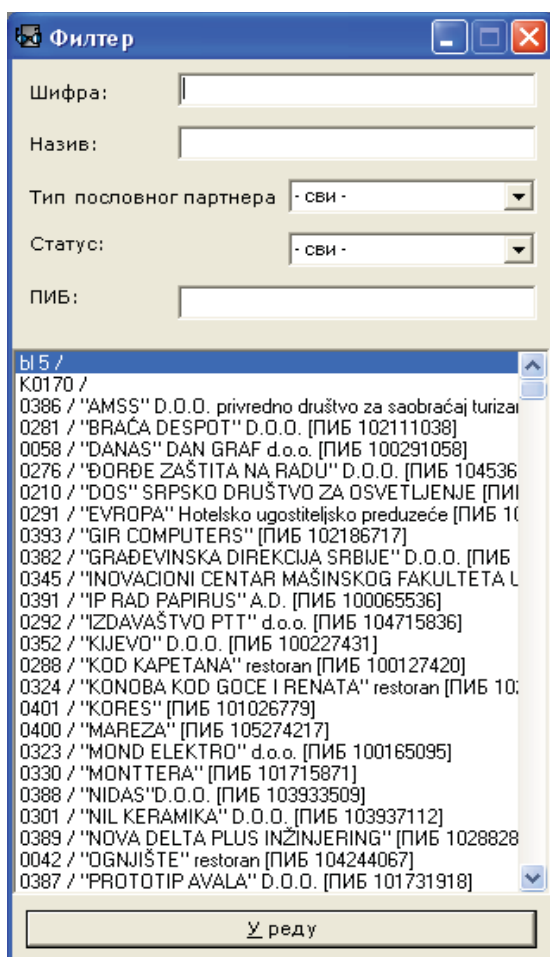 Филтер
Шифра:
Назив:
Тип пословног партнера - сви -
Статус: - сви -
ПИБ:
Ы 5 /
K0170 /
0386 / "AMSS" D.O.O. privredno društvo za saobraćaj turizar
0281 / "BRAĆA DESPOT" D.O.O. [ПИБ 102111038]
0058 / "DANAS" DAN GRAF d.o.o. [ПИБ 100291058]
0276 / "ĐORĐE ZAŠTITA NA RADU" D.O.O. [ПИБ 104536
0210 / "DOS" SRPSKO DRUŠTVO ZA OSVETLJENJE [ПИ
0291 / "EVROPA" Hotelsko ugostiteljsko preduzeće [ПИБ 10
0393 / "GIR COMPUTERS" [ПИБ 102186717]
0382 / "GRAĐEVINSKA DIREKCIJA SRBIJE" D.O.O. [ПИБ
0345 / "INOVACIONI CENTAR MAŠINSKOG FAKULTETA U
0391 / "IP RAD PAPIRUS" A.D. [ПИБ 100065536]
0292 / "IZDAVAŠTVO PTT" d.o.o. [ПИБ 104715836]
0352 / "KIJEVO" D.O.O. [ПИБ 100227431]
0288 / "KOD KAPETANA" restoran [ПИБ 100127420]
0324 / "KONOBA KOD GOCE I RENATA" restoran [ПИБ 10
0401 / "KORES" [ПИБ 101026779]
0400 / "MAREZA" [ПИБ 105274217]
0323 / "MOND ELEKTRO" d.o.o. [ПИБ 100165095]
0330 / "MONTTERA" [ПИБ 101715871]
0388 / "NIDAS"D.O.O. [ПИБ 103933509]
0301 / "NIL KERAMIKA" D.O.O. [ПИБ 103937112]
0389 / "NOVA DELTA PLUS INŽINJERING" [ПИБ 1028828
0042 / "OGNJIŠTE" restoran [ПИБ 104244067]
0387 / "PROTOTIP AVALA" D.O.O. [ПИБ 101731918]
У реду